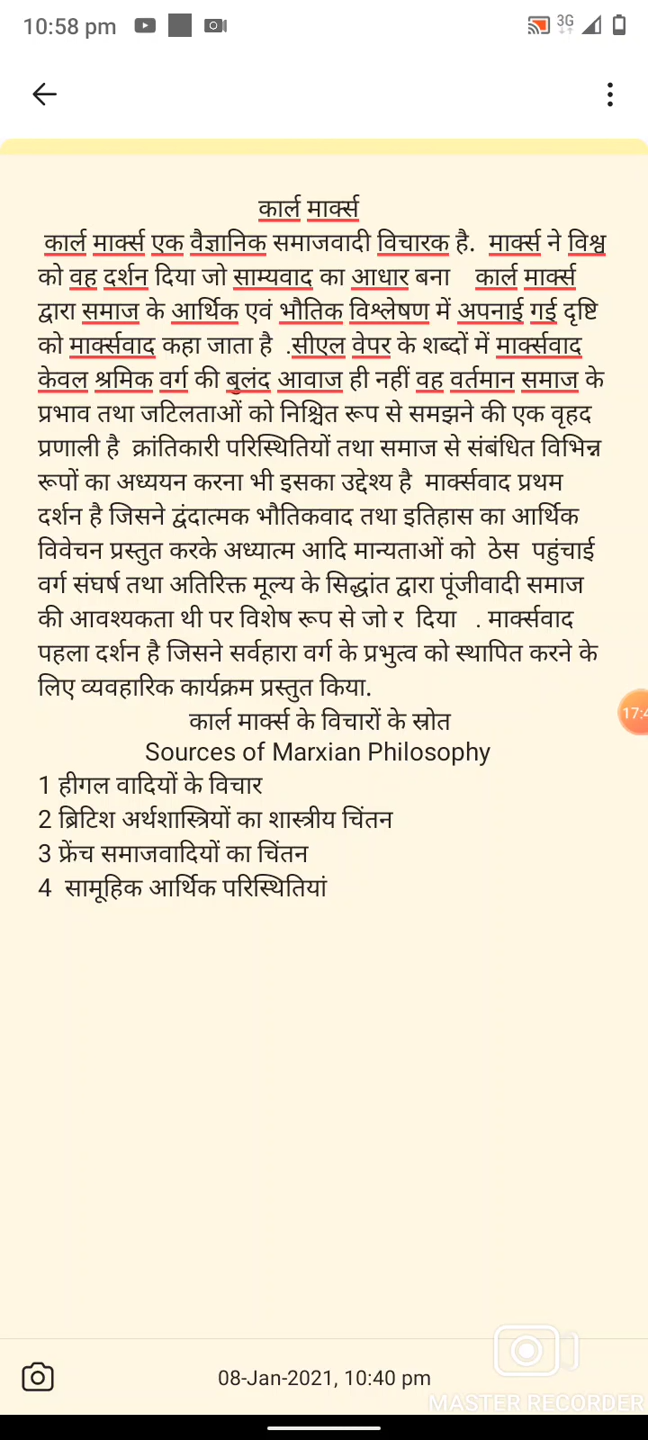 10:58 pm 3G
कार्ल मार्क्स
कार्ल मार्क्स एक वैज्ञानिक समाजवादी विचारक है. मार्क्स ने विश्व
को वह दर्शन दिया जो साम्यवाद का आधार बना कार्ल मार्क्स
द्वारा समाज के आर्थिक एवं भौतिक विश्लेषण में अपनाई गई दृष्टि
को मार्क्सवाद कहा जाता है .सीएल वेपर के शब्दों में मार्क्सवाद
केवल श्रमिक वर्ग की बुलंद आवाज ही नहीं वह वर्तमान समाज के
प्रभाव तथा जटिलताओं को निश्चित रूप से समझने की एक वृहद
प्रणाली है क्रांतिकारी परिस्थितियों तथा समाज से संबंधित विभिन्न
रूपों का अध्ययन करना भी इसका उद्देश्य है मार्क्सवाद प्रथम
दर्शन है जिसने द्वंदात्मक भौतिकवाद तथा इतिहास का आर्थिक
विवेचन प्रस्तुत करके अध्यात्म आदि मान्यताओं को ठेस पहुंचाई
वर्ग संघर्ष तथा अतिरिक्त मूल्य के सिद्धांत द्वारा पूंजीवादी समाज
की आवश्यकता थी पर विशेष रूप से जो र दिया . मार्क्सवाद
पहला दर्शन है जिसने सर्वहारा वर्ग के प्रभुत्व को स्थापित करने के
लिए व्यवहारिक कार्यक्रम प्रस्तुत किया.
17:4
कार्ल मार्क्स के विचारों के स्रोत
Sources of Marxian Philosophy
1 हीगल वादियों के विचार
2 ब्रिटिश अर्थशास्त्रियों का शास्त्रीय चिंतन
3 फ्रेंच समाजवादियों का चिंतन
4 सामूहिक आर्थिक परिस्थितियां
08-Jan-2021, 10:40 pm
MASTER RECORDER